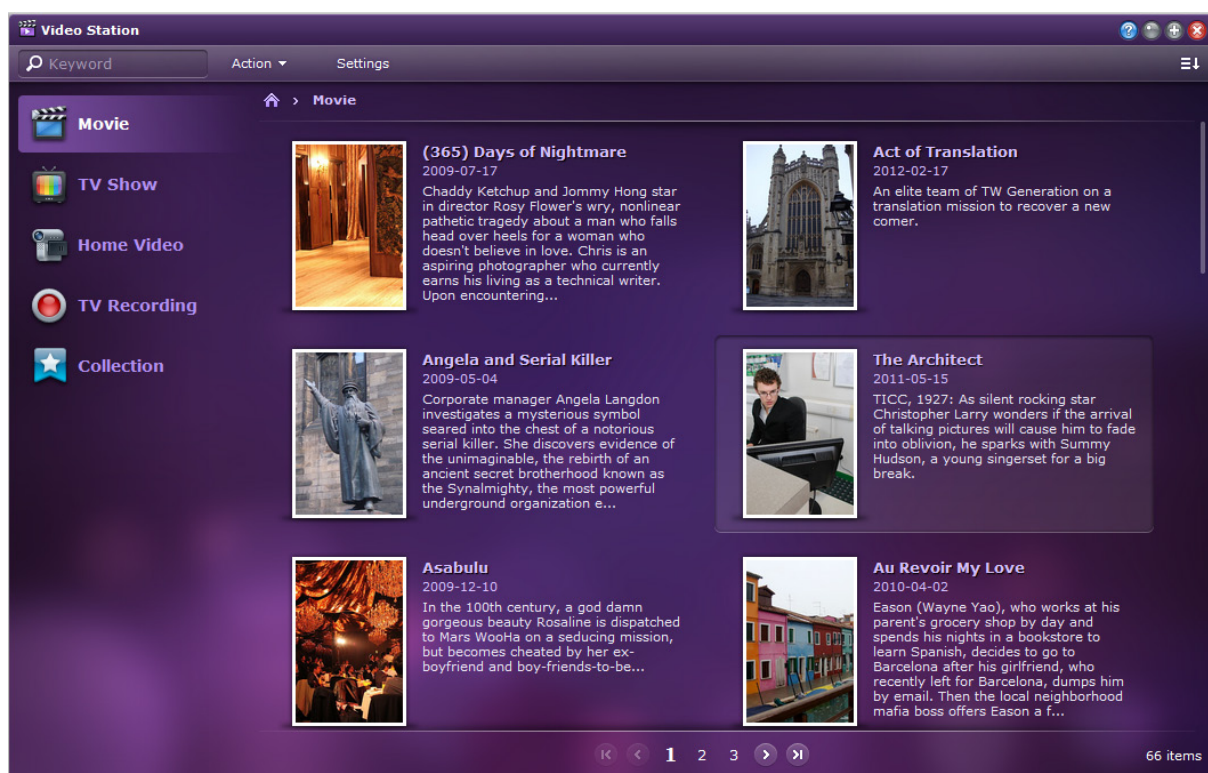 Video Station
Keyword
Action
Settings
Movie
TV Show
Home Video
TV Recording
Collection
› Movie
(365) Days of Nightmare
2009-07-17
Chaddy Ketchup and Jommy Hong star
in director Rosy Flower's wry, nonlinear
pathetic tragedy about a man who falls
head over heels for a woman who
doesn't believe in love. Chris is an
aspiring photographer who currently
earns his living as a technical writer.
Upon encountering...
Act of Translation
2012-02-17
An elite team of TW Generation on a
translation mission to recover a new
comer.
Angela and Serial Killer
2009-05-04
Corporate manager Angela Langdon
investigates a mysterious symbol
seared into the chest of a notorious
serial killer. She discovers evidence of
the unimaginable, the rebirth of an
ancient secret brotherhood known as
the Synalmighty, the most powerful
underground organization e...
The Architect
2011-05-15
TICC, 1927: As silent rocking star
Christopher Larry wonders if the arrival
of talking pictures will cause him to fade
into oblivion, he sparks with Summy
Hudson, a young singerset for a big
break.
Asabulu
2009-12-10
In the 100th century, a god damn
gorgeous beauty Rosaline is dispatched
to Mars WooHa on a seducing mission,
but becomes cheated by her ex-
boyfriend and boy-friends-to-be...
Au Revoir My Love
2010-04-02
Eason (Wayne Yao), who works at his
parent's grocery shop by day and
spends his nights in a bookstore to
learn Spanish, decides to go to
Barcelona after his girlfriend, who
recently left for Barcelona, dumps him
by email. Then the local neighborhood
mafia boss offers Eason a f...
1 2 3
66 items